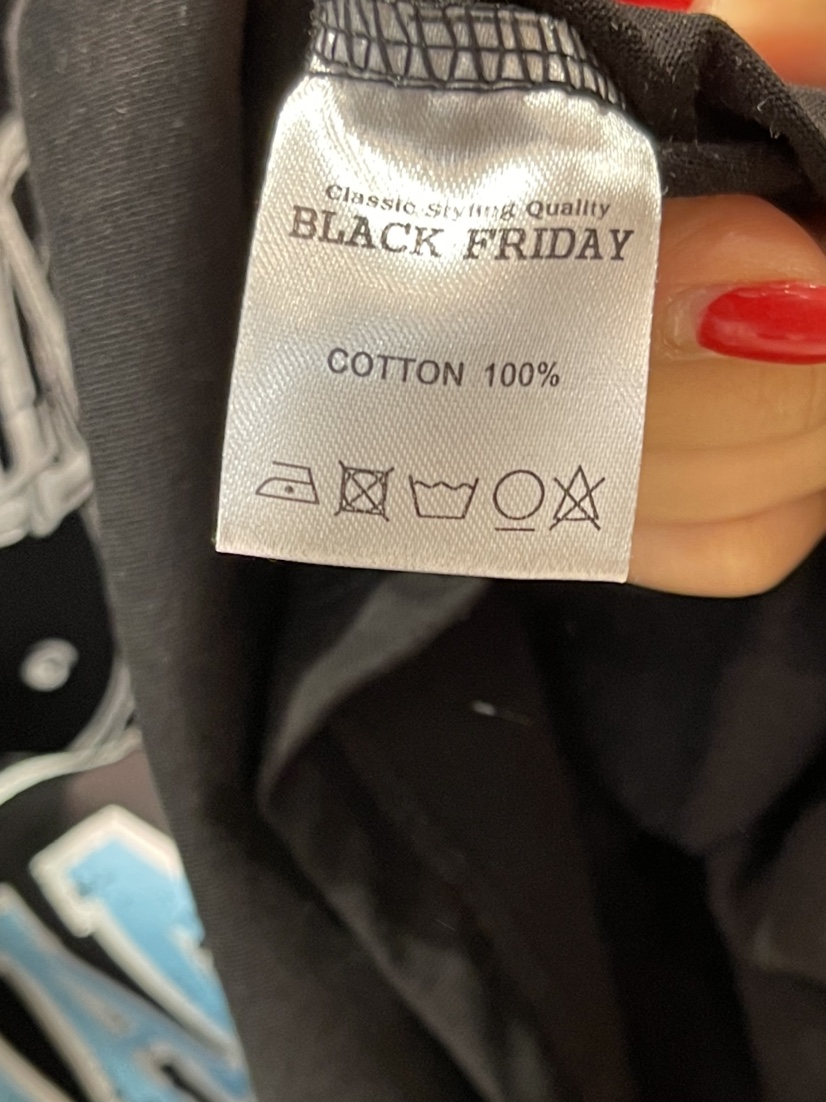 Classic Styling Quality
BLACK FRIDAY
COTTON 100%